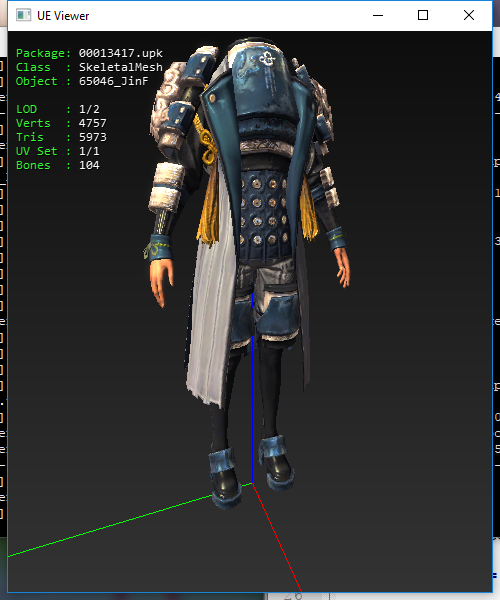 UE Viewer
Package: 00013417.upk
Class : SkeletalMesh
Object : 65046_JinF
LOD : 1/2
Verts : 4757
Tris : 5973
UV Set : 1/1
Bones : 104